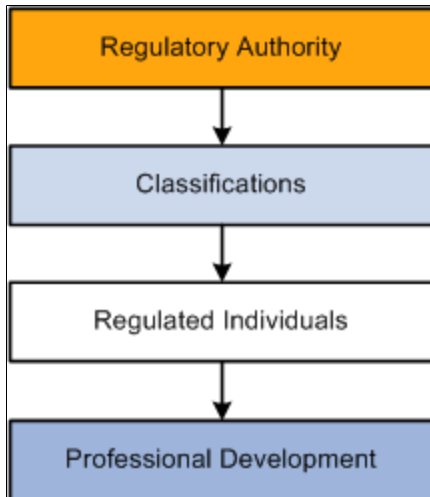 Regulatory Authority
Classifications
Regulated Individuals
Professional Development